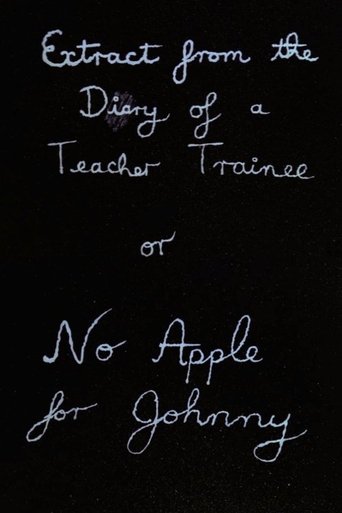 Extract from the
Diary of a
Teacher Trainee
or
No Apple
for Johnny